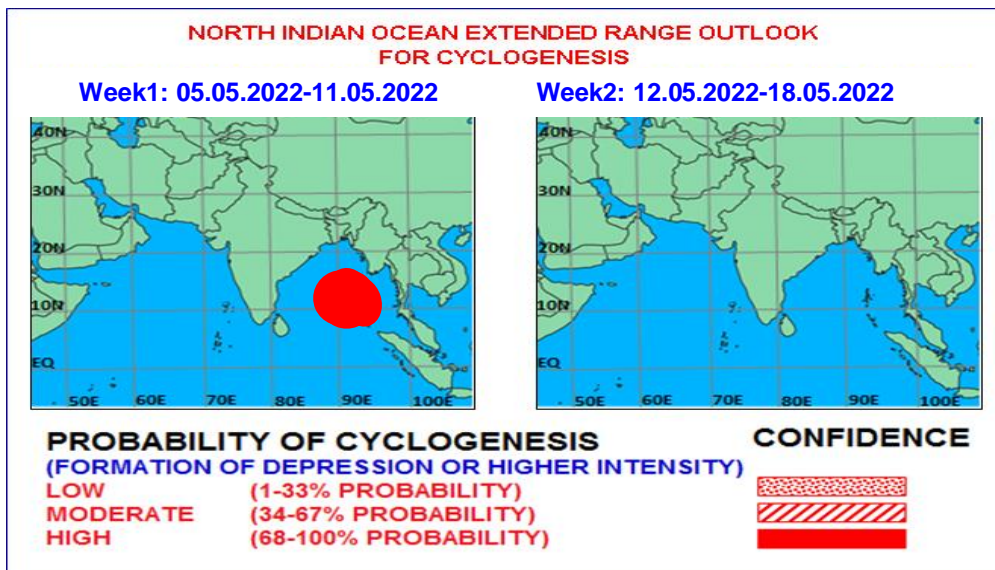 NORTH INDIAN OCEAN EXTENDED RANGE OUTLOOK
FOR CYCLOGENESIS
Week1: 05.05.2022-11.05.2022
Week2: 12.05.2022-18.05.2022
40N
30N
20N
10N
EQ
50E 60E 70E 80E 90E 100E
40N
30N
20N
10N
EQ
50E 60E 70E 80E 90E 100E
PROBABILITY OF CYCLOGENESIS
CONFIDENCE
(FORMATION OF DEPRESSION OR HIGHER INTENSITY)
LOW (1-33% PROBABILITY)
MODERATE (34-67% PROBABILITY)
HIGH (68-100% PROBABILITY)